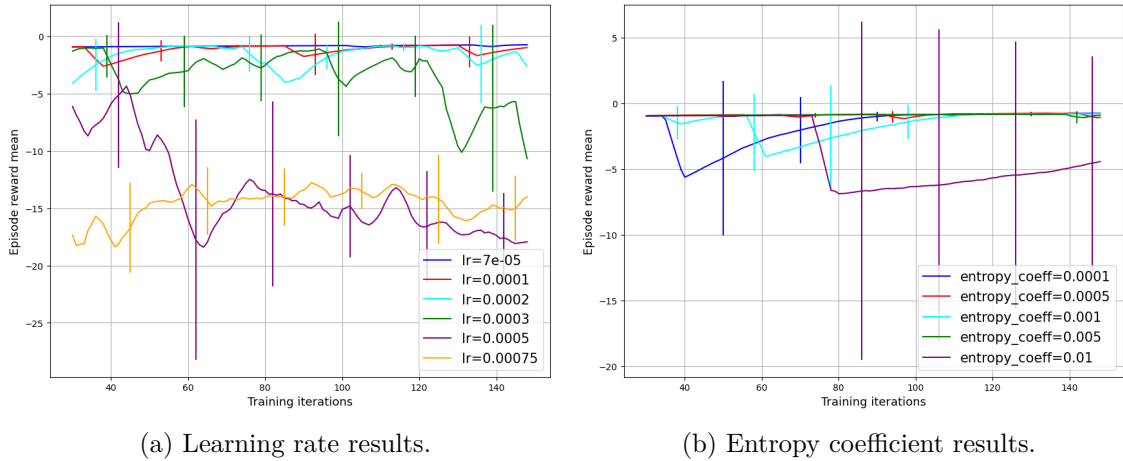 0
−5
−10
−15
−20
−25
Episode reward mean
40
60
80
100
120
140
Training iterations
lr=7e-05
lr=0.0001
lr=0.0002
lr=0.0003
lr=0.0005
lr=0.00075
(a) Learning rate results.
5
0
−5
−10
−15
−20
Episode reward mean
40
60
80
100
120
140
Training iterations
entropy_coeff=0.0001
entropy_coeff=0.0005
entropy_coeff=0.001
entropy_coeff=0.005
entropy_coeff=0.01
(b) Entropy coefficient results.